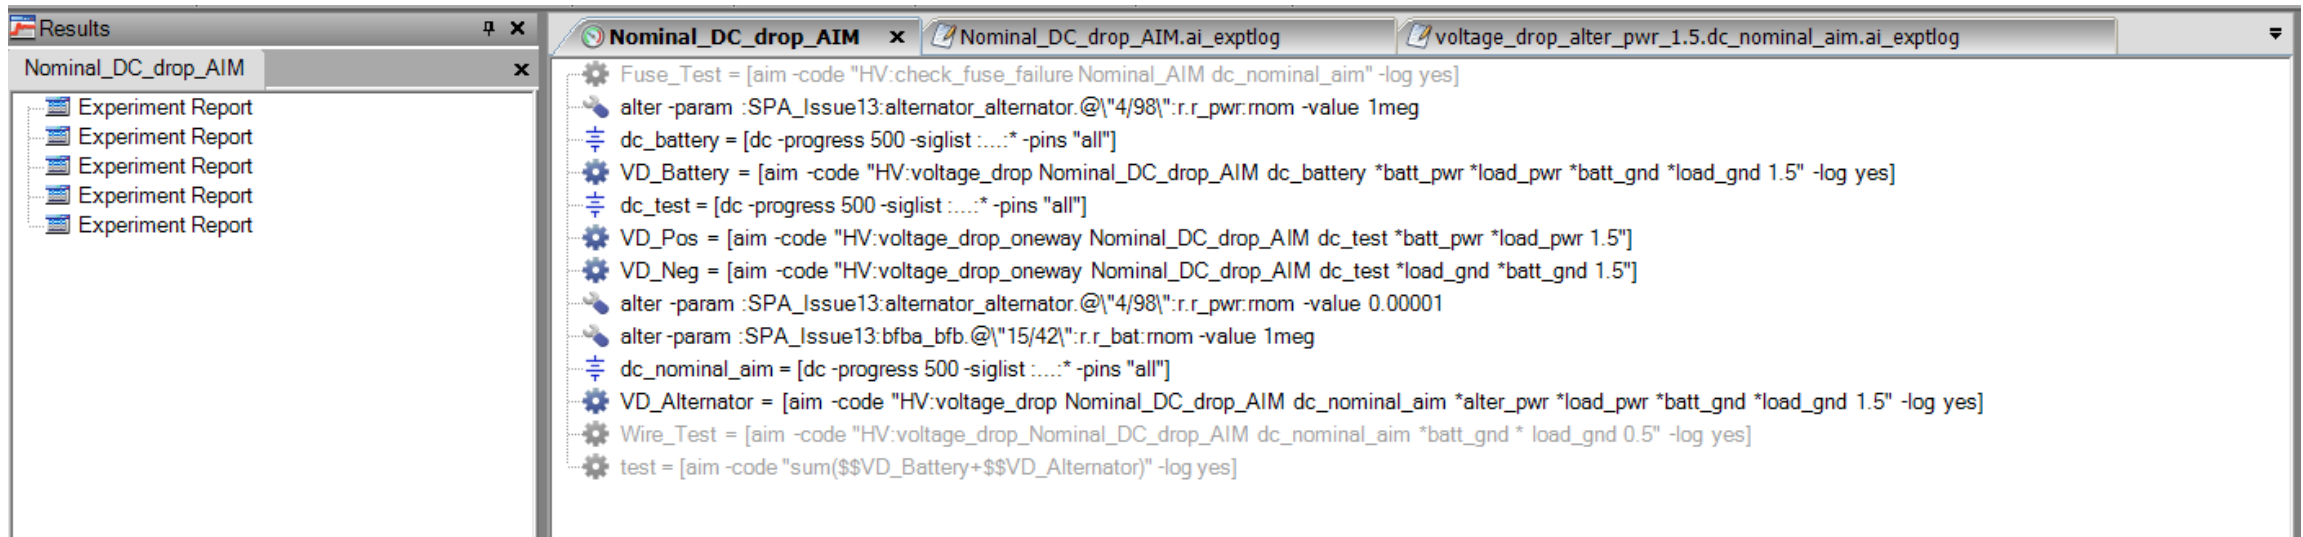 Results
Nominal_DC_drop_AIM
Experiment Report
Experiment Report
Experiment Report
Experiment Report
Experiment Report
Nominal_DC_drop_AIM
Nominal_DC_drop_AIM.ai_exptlog
voltage_drop_alter_pwr_1.5.dc_nominal_aim.ai_exptlog
Fuse_Test = [aim -code "HV:check_fuse_failure Nominal_AIM dc_nominal_aim" -log yes]
alter -param :SPA_Issue13:alternator_alternator.@\"4/98\":r.r_pwr:rnom -value 1meg
dc_battery = [dc -progress 500 -siglist :...:* -pins "all"]
VD_Battery = [aim -code "HV:voltage_drop Nominal_DC_drop_AIM dc_battery *batt_pwr *load_pwr *batt_gnd *load_gnd 1.5" -log yes]
dc_test = [dc -progress 500 -siglist :...:* -pins "all"]
VD_Pos = [aim -code "HV:voltage_drop_oneway Nominal_DC_drop_AIM dc_test *batt_pwr *load_pwr 1.5"]
VD_Neg = [aim -code "HV:voltage_drop_oneway Nominal_DC_drop_AIM dc_test *load_gnd *batt_gnd 1.5"]
alter -param :SPA_Issue13:alternator_alternator.@\"4/98\":r.r_pwr:rnom -value 0.00001
alter -param :SPA_Issue13:bfba_bfb.@\"15/42\":r.r_bat:rnom -value 1meg
dc_nominal_aim = [dc -progress 500 -siglist :...:* -pins "all"]
VD_Alternator = [aim -code "HV:voltage_drop Nominal_DC_drop_AIM dc_nominal_aim *alter_pwr *load_pwr *batt_gnd *load_gnd 1.5" -log yes]
Wire_Test = [aim -code "HV:voltage_drop_Nominal_DC_drop_AIM dc_nominal_aim *batt_gnd * load_gnd 0.5" -log yes]
test = [aim -code "sum($$VD_Battery+$$VD_Alternator)" -log yes]